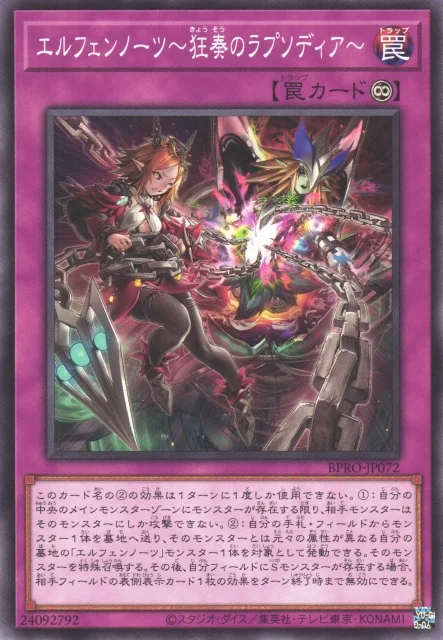 エルフェンノーツ~狂奏のラプソディア~
罠
【罠カード】
BPRO-JP072
このカード名の②の効果は1ターンに1度しか使用できない。①:自分の
中央のメインモンスターゾーンにモンスターが存在する限り、相手モンスターは
そのモンスターにしか攻撃できない。②:自分の手札・フィールドからモン
スター1体を墓地へ送り、そのモンスターとは元々の属性が異なる自分の
墓地の「エルフェンノーツ」モンスター1体を対象として発動できる。そのモン
スターを特殊召喚する。その後、自分フィールドにSモンスターが存在する場合、
相手フィールドの表側表示カード1枚の効果をターン終了時まで無効にできる。
24092792
©スタジオ・ダイス/集英社・テレビ東京・KONAMI